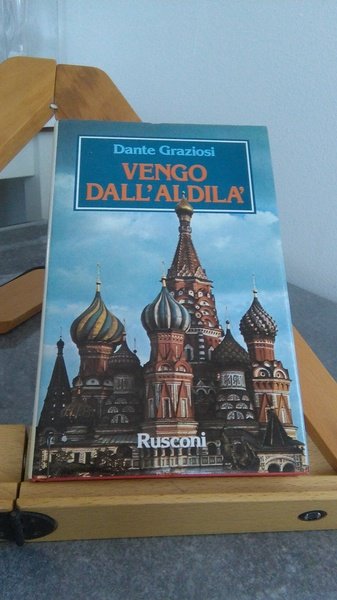 Dante Graziosi
VENGO
DALL'ALDILA'
Rusconi